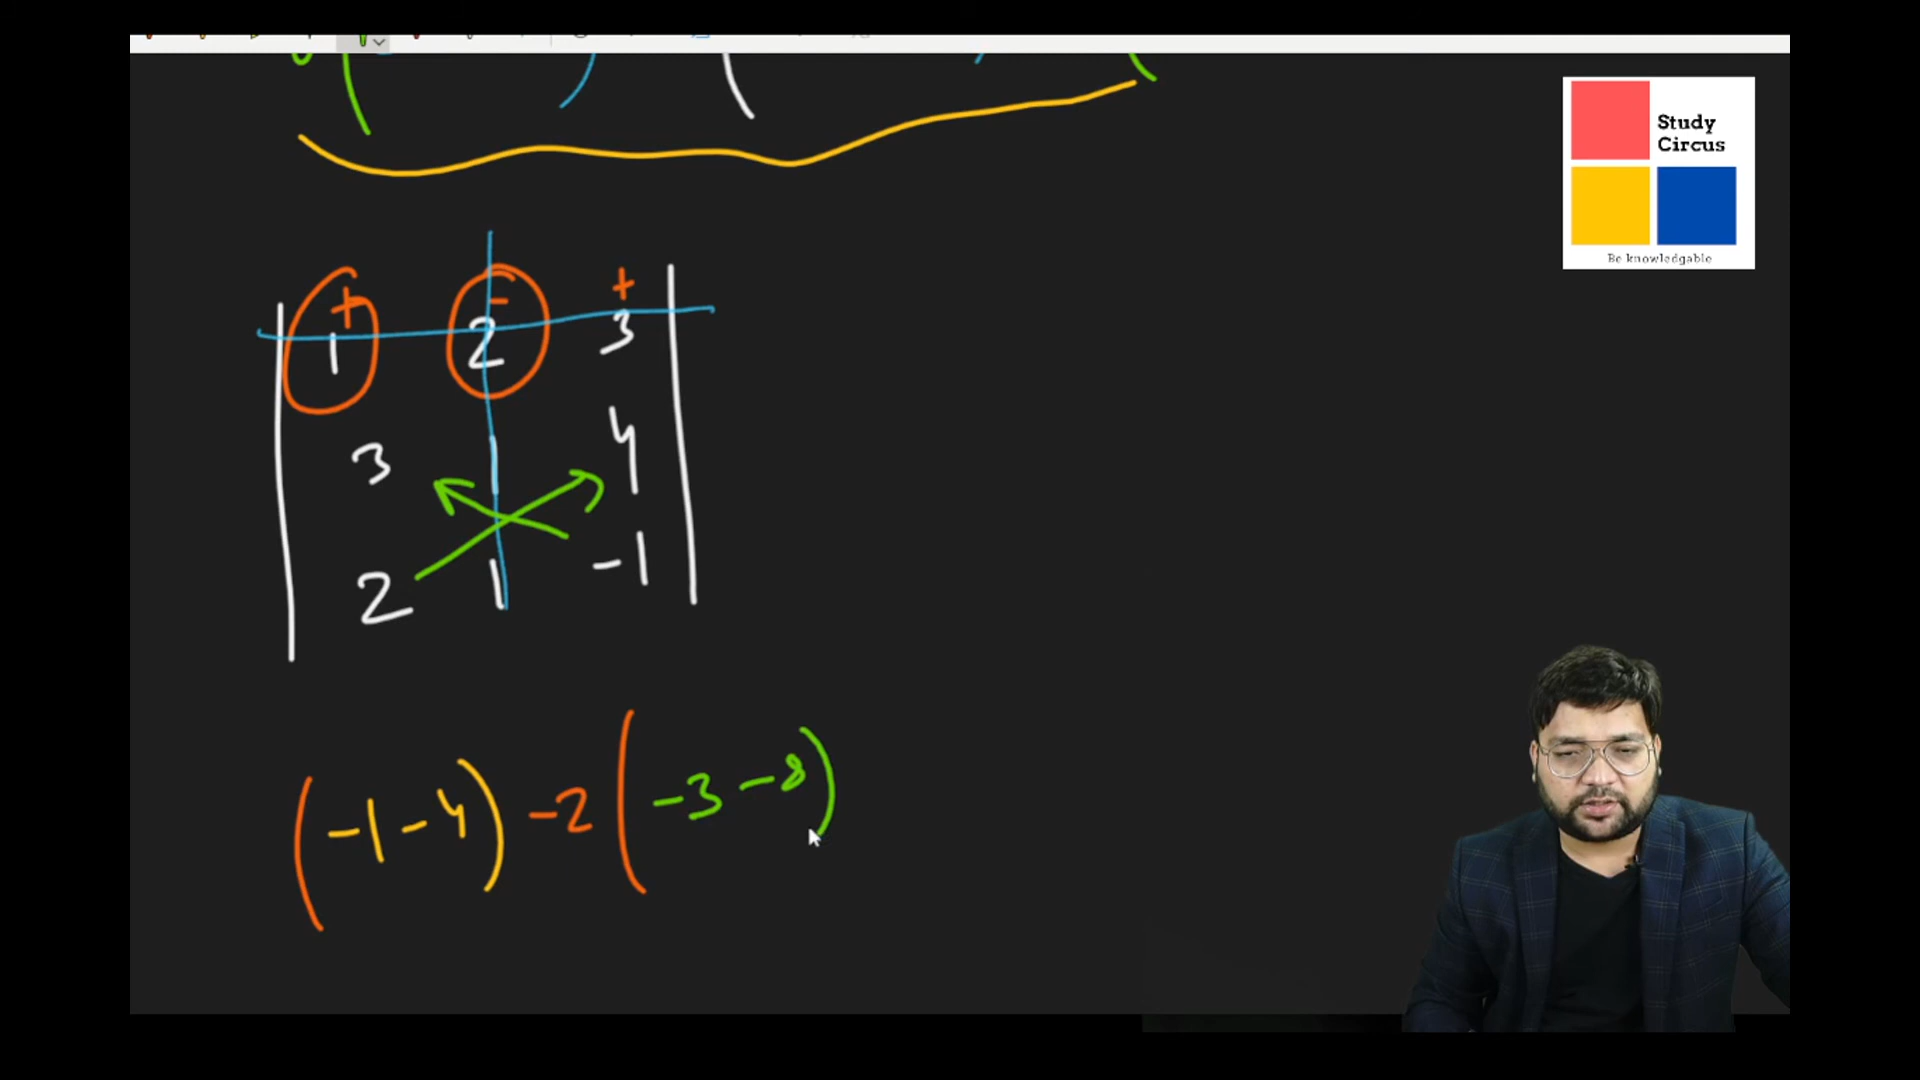 Study
Circus
Be knowledgable
+ - +
1 2 3
3 1 4
2 1 -1
(-1-4) -2 (-3-8)